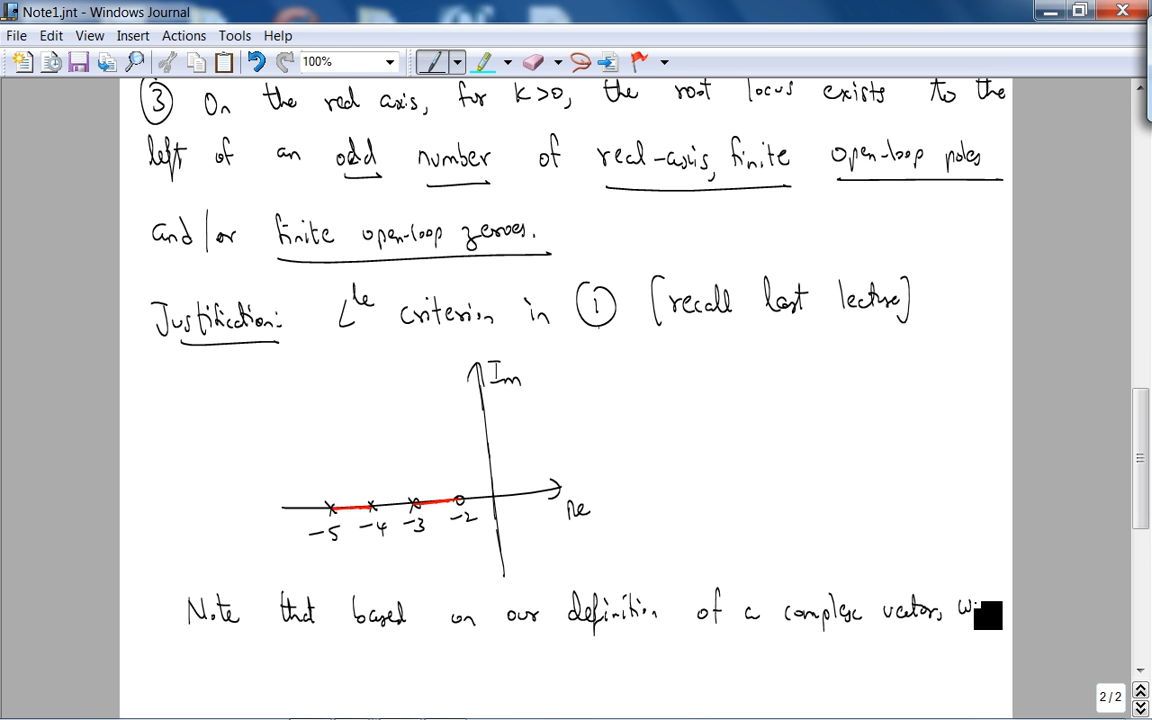 Note1.jnt - Windows Journal
File Edit View Insert Actions Tools Help
100%
③ On the real axis, for K>0, the root locus exists to the
left of an odd number of real-axis, finite open-loop poles
and/or finite open-loop zeroes.
Justification: ∠le criterion in ① [recall last lecture]
Im
-5 -4 -3 -2
Re
Note that based on our definition of a complex vector,
2 / 2